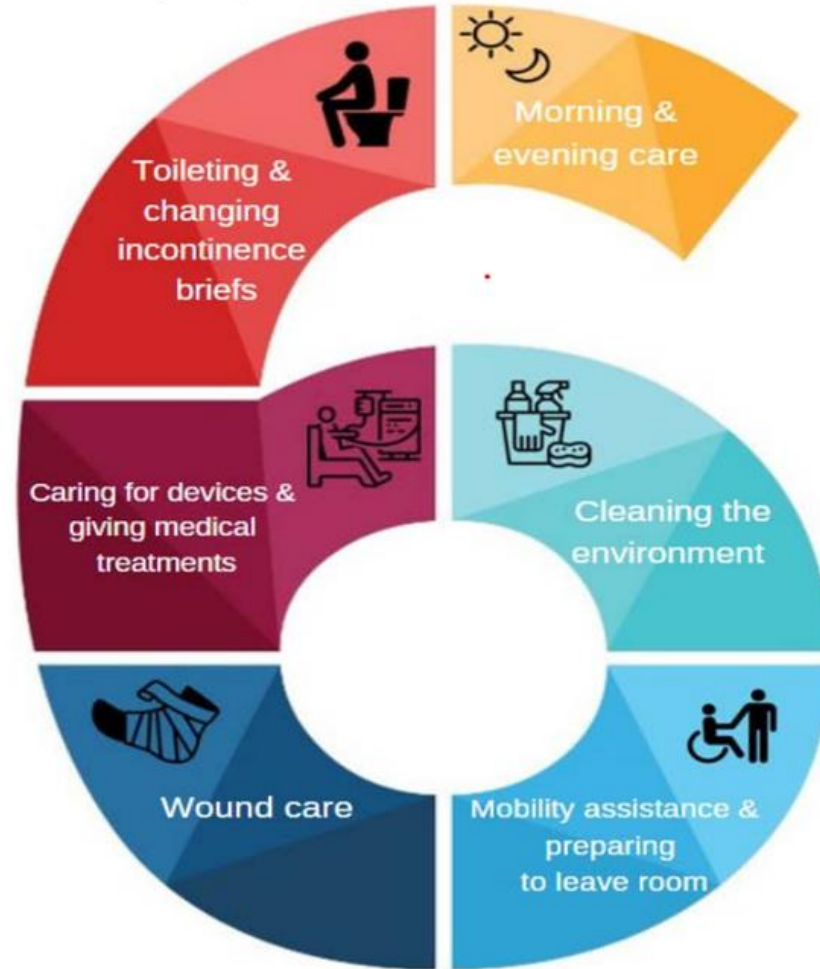 Morning &
evening care
Toileting &
changing
incontinence
briefs
Caring for devices &
giving medical
treatments
Cleaning the
environment
Wound care
Mobility assistance &
preparing
to leave room